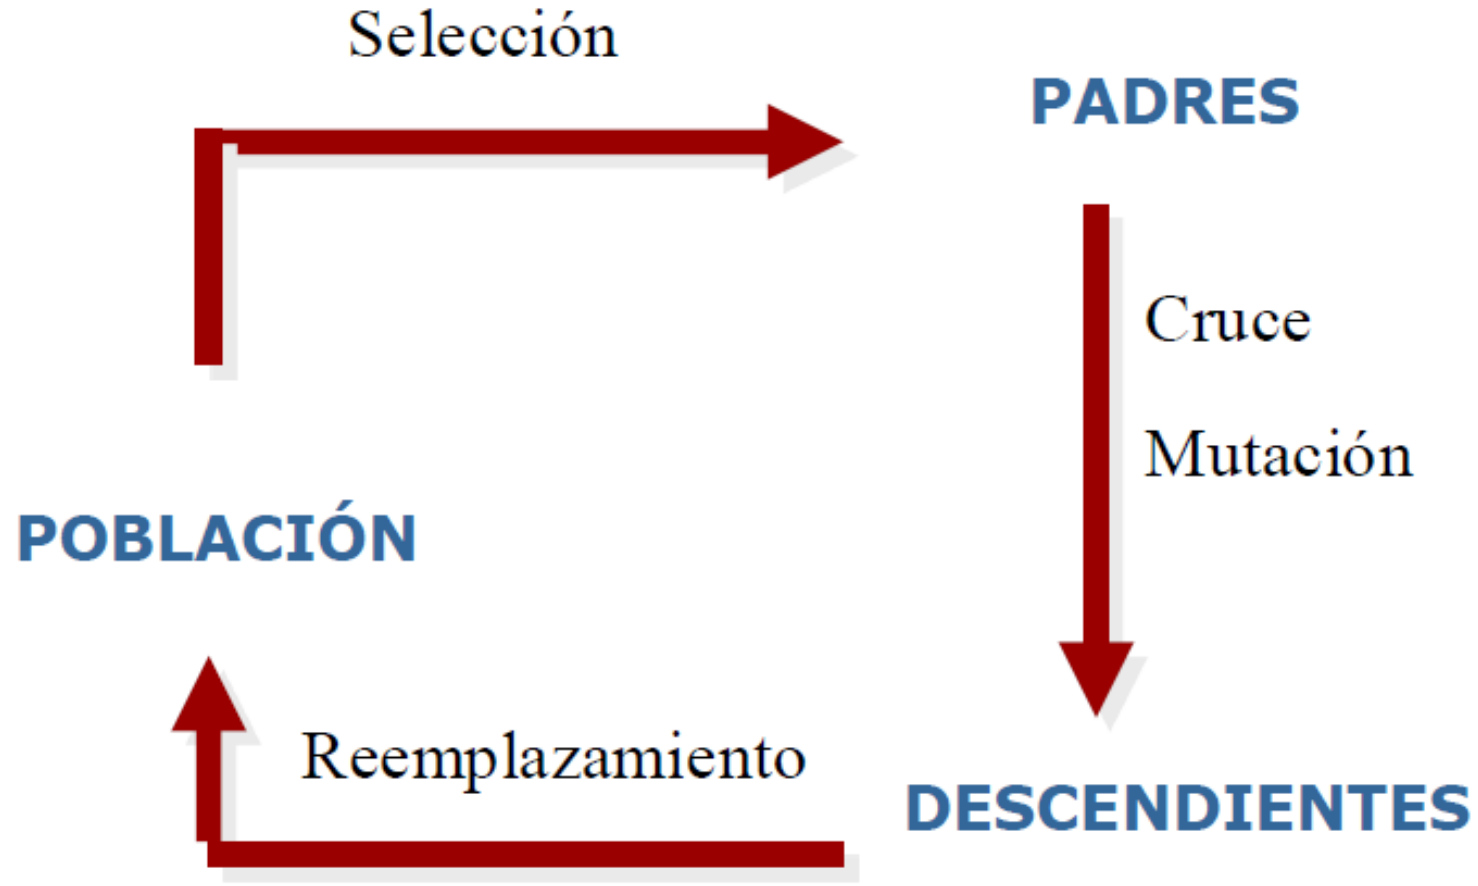 Selección
PADRES
Cruce
Mutación
POBLACIÓN
Reemplazamiento
DESCENDIENTES